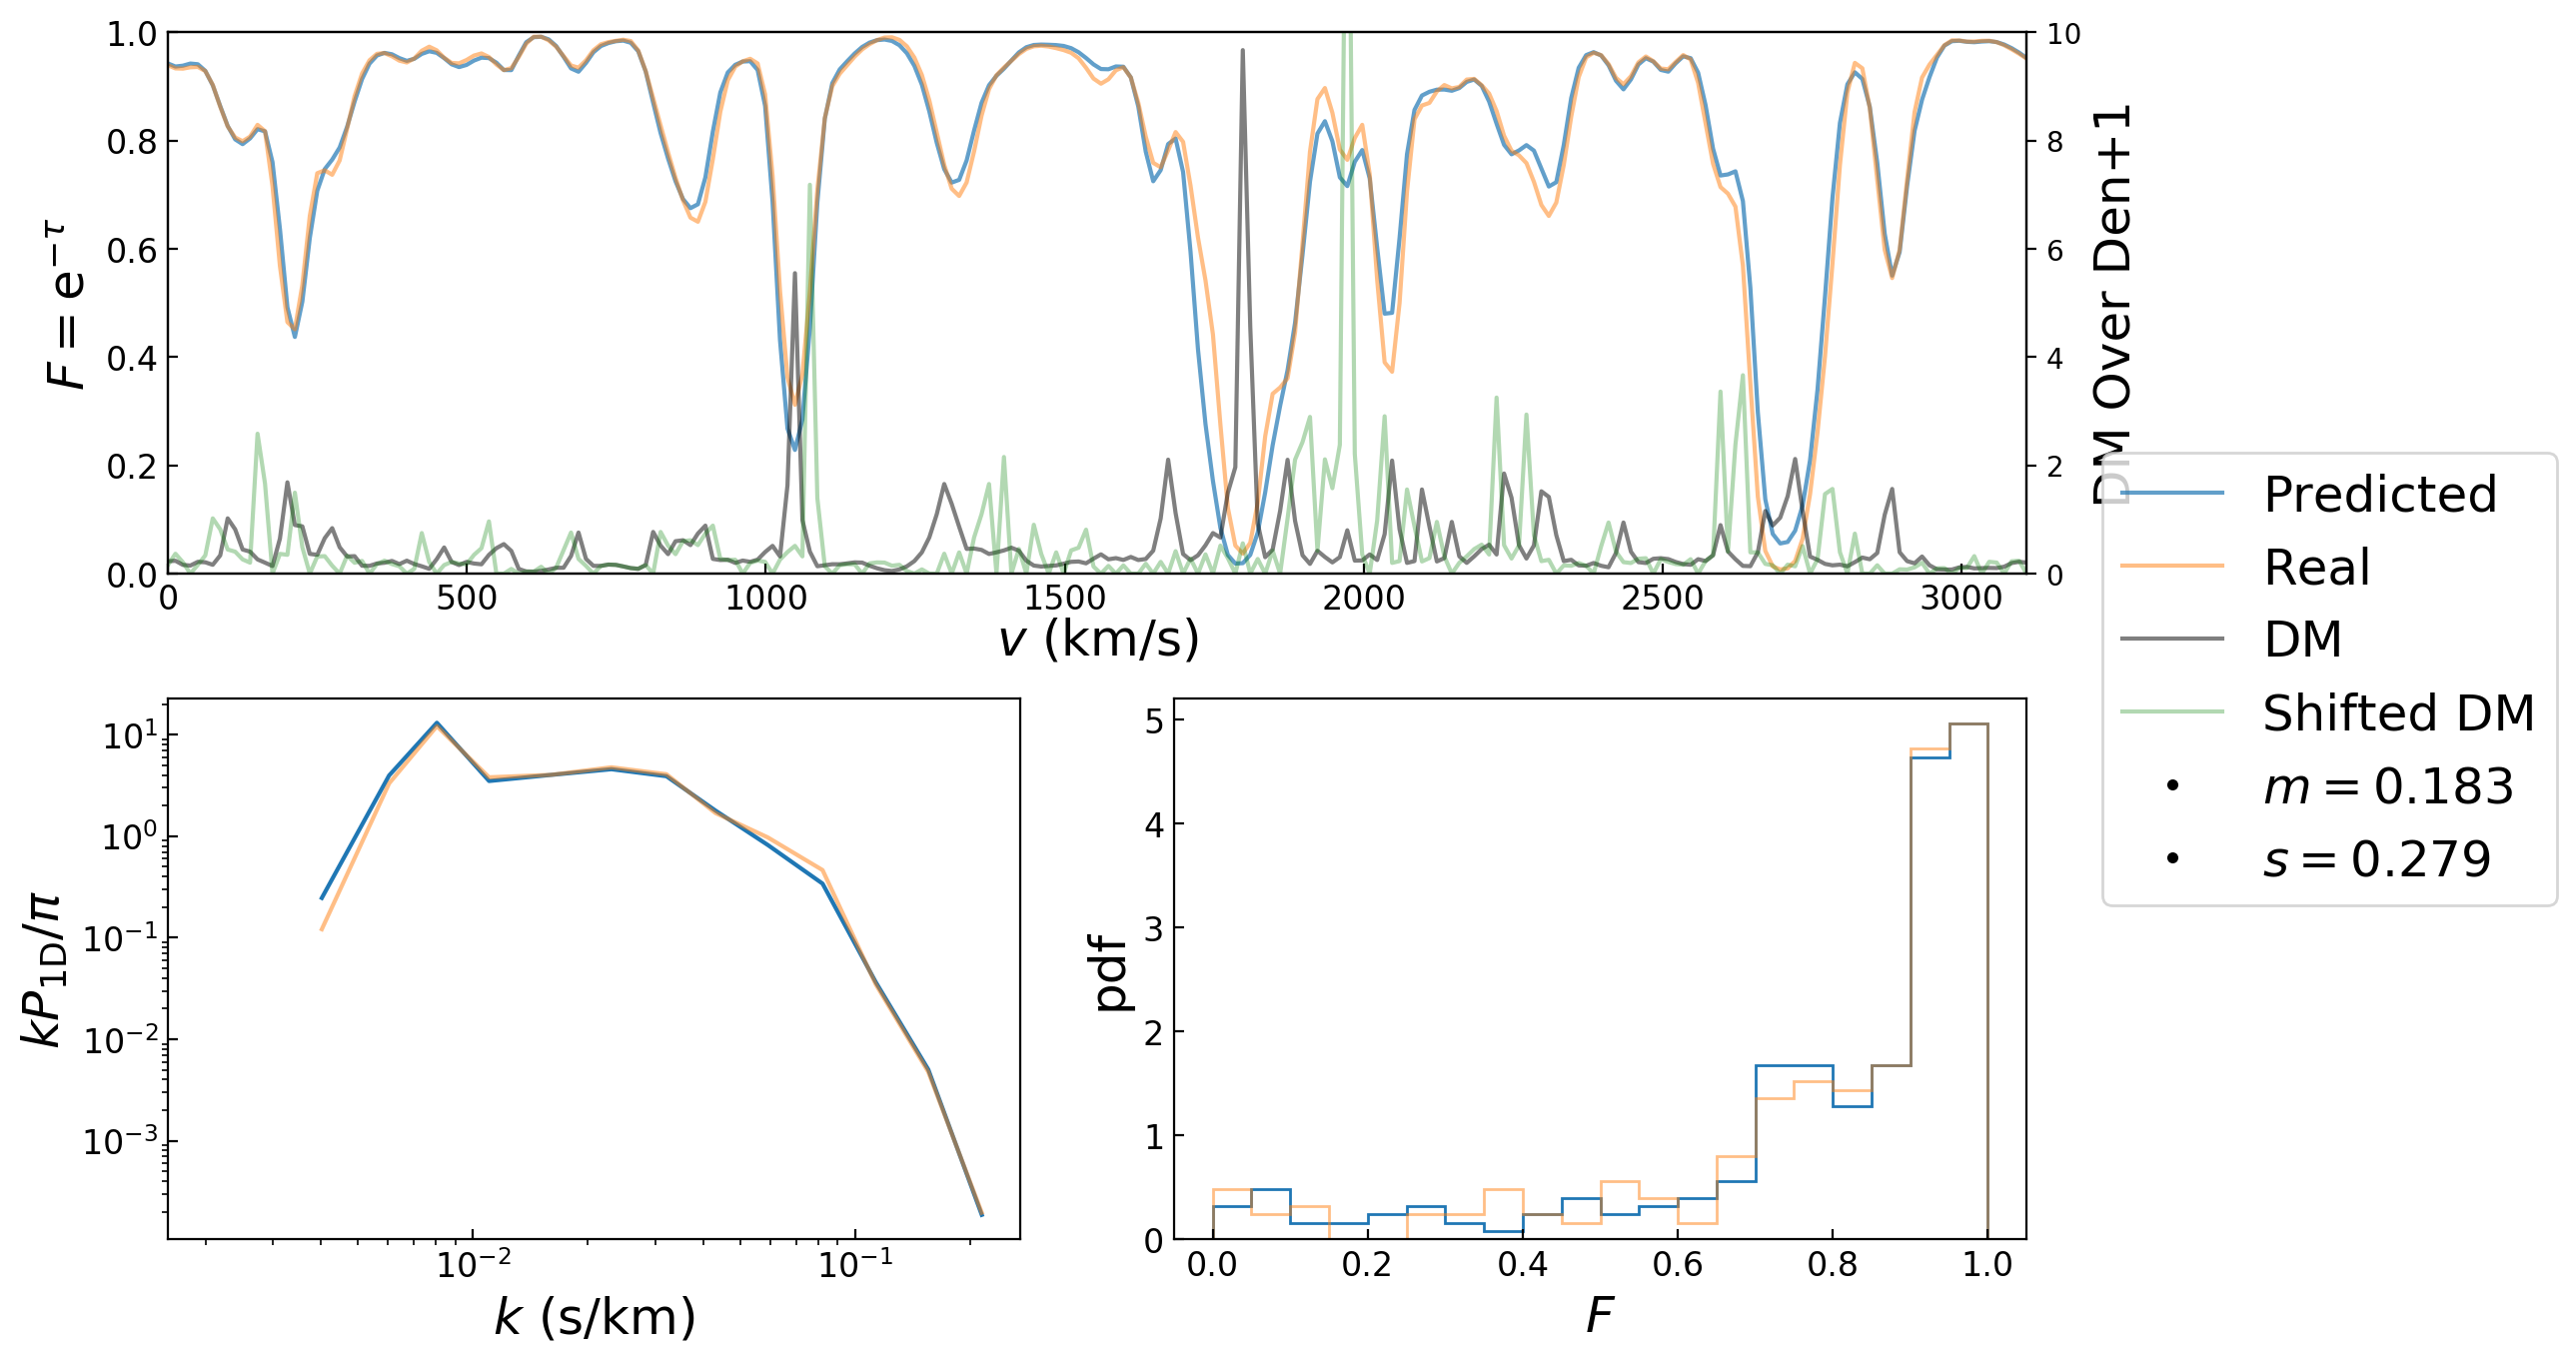 1.0
0.8
0.6
0.4
0.2
0.0
F = e^{−τ}
10
8
6
4
2
0
DM Over Den+1
0 500 1000 1500 2000 2500 3000
v (km/s)
Predicted
Real
DM
Shifted DM
m = 0.183
s = 0.279
10^1
10^0
10^{−1}
10^{−2}
10^{−3}
kP_{1D}/π
10^{−2} 10^{−1}
k (s/km)
5
4
3
2
1
0
pdf
0.0 0.2 0.4 0.6 0.8 1.0
F